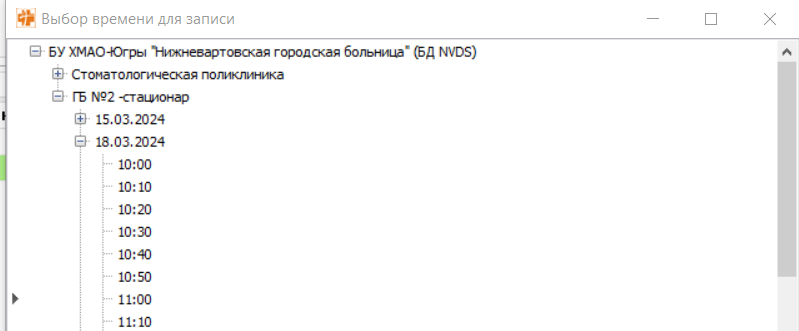 Выбор времени для записи
БУ ХМАО-Югры "Нижневартовская городская больница" (БД NVDS)
Стоматологическая поликлиника
ГБ №2 -стационар
15.03.2024
18.03.2024
10:00
10:10
10:20
10:30
10:40
10:50
11:00
11:10